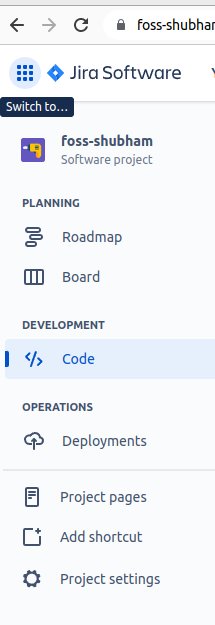 foss-shubhar
Jira Software
Switch to...
foss-shubham
Software project
PLANNING
Roadmap
Board
DEVELOPMENT
Code
OPERATIONS
Deployments
Project pages
Add shortcut
Project settings